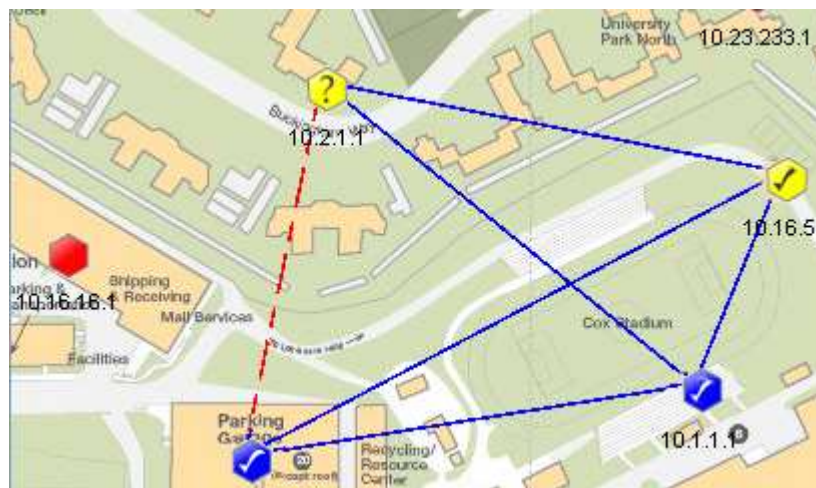 University
Park North
10.23.233.1
?
10.2.1.1
10.16.5
Shipping
& Receiving
10.16.16.1
Mail Services
Cox Stadium
Facilities
Parking
Recycling/
Resource
Center
10.1.1.1